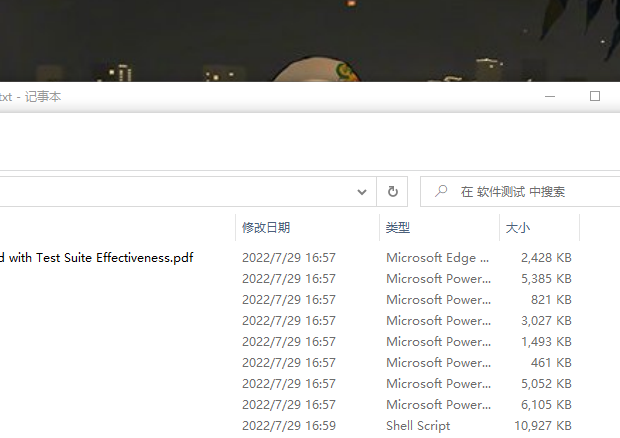 txt - 记事本
在 软件测试 中搜索
修改日期 类型 大小
d with Test Suite Effectiveness.pdf 2022/7/29 16:57 Microsoft Edge ... 2,428 KB
2022/7/29 16:57 Microsoft Power... 5,385 KB
2022/7/29 16:57 Microsoft Power... 821 KB
2022/7/29 16:57 Microsoft Power... 3,027 KB
2022/7/29 16:57 Microsoft Power... 1,493 KB
2022/7/29 16:57 Microsoft Power... 461 KB
2022/7/29 16:57 Microsoft Power... 5,052 KB
2022/7/29 16:57 Microsoft Power... 6,105 KB
2022/7/29 16:59 Shell Script 10,927 KB